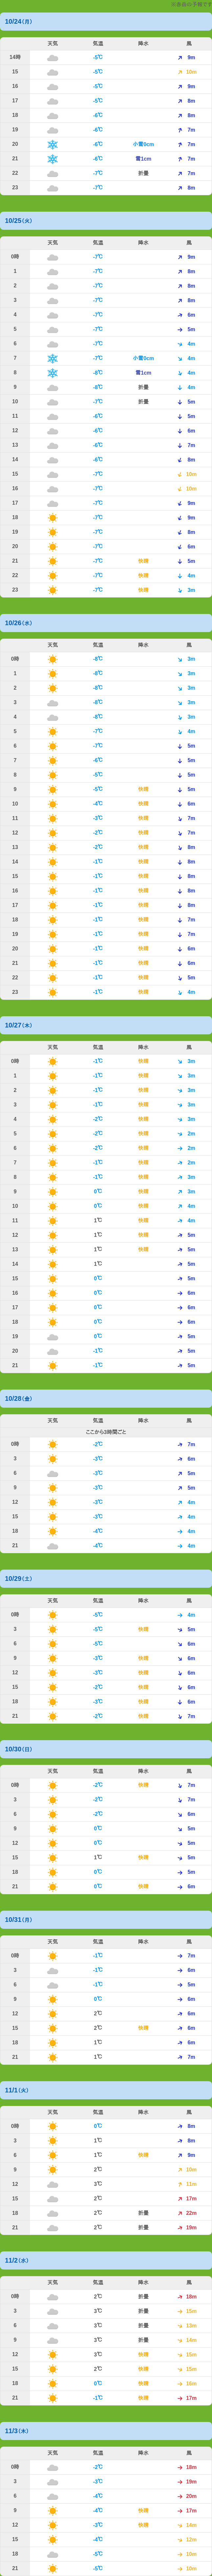 10/24(月)
天気 気温 降水 風
14時 -5℃ 9m
15 -5℃ 10m
16 -5℃ 9m
17 -5℃ 8m
18 -6℃ 8m
19 -6℃ 7m
20 -6℃ 小雪0cm 7m
21 -6℃ 雪1cm 7m
22 -7℃ 折曇 7m
23 -7℃ 8m
10/25(火)
天気 気温 降水 風
0時 -7℃ 9m
1 -7℃ 8m
2 -7℃ 8m
3 -7℃ 8m
4 -7℃ 6m
5 -7℃ 5m
6 -7℃ 4m
7 -7℃ 小雪0cm 4m
8 -8℃ 雪1cm 4m
9 -8℃ 折曇 4m
10 -7℃ 折曇 5m
11 -6℃ 5m
12 -6℃ 6m
13 -6℃ 7m
14 -6℃ 8m
15 -7℃ 10m
16 -7℃ 10m
17 -7℃ 9m
18 -7℃ 9m
19 -7℃ 8m
20 -7℃ 6m
21 -7℃ 快晴 5m
22 -7℃ 快晴 4m
23 -7℃ 快晴 3m
10/26(水)
天気 気温 降水 風
0時 -8℃ 3m
1 -8℃ 3m
2 -8℃ 3m
3 -8℃ 3m
4 -8℃ 3m
5 -7℃ 4m
6 -7℃ 5m
7 -6℃ 5m
8 -5℃ 5m
9 -5℃ 快晴 5m
10 -4℃ 快晴 6m
11 -3℃ 快晴 7m
12 -2℃ 快晴 7m
13 -2℃ 快晴 8m
14 -1℃ 快晴 8m
15 -1℃ 快晴 8m
16 -1℃ 快晴 8m
17 -1℃ 快晴 8m
18 -1℃ 快晴 7m
19 -1℃ 快晴 7m
20 -1℃ 快晴 6m
21 -1℃ 快晴 6m
22 -1℃ 快晴 5m
23 -1℃ 快晴 4m
10/27(木)
天気 気温 降水 風
0時 -1℃ 快晴 3m
1 -1℃ 快晴 3m
2 -1℃ 快晴 3m
3 -1℃ 快晴 3m
4 -2℃ 快晴 3m
5 -2℃ 快晴 2m
6 -2℃ 快晴 2m
7 -1℃ 快晴 2m
8 -1℃ 快晴 3m
9 0℃ 快晴 3m
10 0℃ 快晴 4m
11 1℃ 快晴 4m
12 1℃ 快晴 5m
13 1℃ 快晴 5m
14 1℃ 5m
15 0℃ 5m
16 0℃ 6m
17 0℃ 6m
18 0℃ 6m
19 0℃ 5m
20 -1℃ 5m
21 -1℃ 5m
10/28(金)
天気 気温 降水 風
ここから3時間ごと
0時 -2℃ 7m
3 -3℃ 6m
6 -3℃ 5m
9 -3℃ 5m
12 -3℃ 4m
15 -3℃ 4m
18 -4℃ 4m
21 -4℃ 4m
10/29(土)
天気 気温 降水 風
0時 -5℃ 4m
3 -5℃ 快晴 5m
6 -5℃ 6m
9 -3℃ 快晴 6m
12 -3℃ 快晴 6m
15 -2℃ 快晴 6m
18 -3℃ 快晴 6m
21 -2℃ 快晴 7m
10/30(日)
天気 気温 降水 風
0時 -2℃ 快晴 7m
3 -2℃ 7m
6 -2℃ 6m
9 0℃ 5m
12 0℃ 5m
15 1℃ 快晴 5m
18 0℃ 5m
21 0℃ 快晴 6m
10/31(月)
天気 気温 降水 風
0時 -1℃ 7m
3 -1℃ 6m
6 -1℃ 5m
9 0℃ 6m
12 2℃ 6m
15 2℃ 快晴 6m
18 1℃ 6m
21 1℃ 7m
11/1(火)
天気 気温 降水 風
0時 0℃ 8m
3 1℃ 8m
6 1℃ 快晴 9m
9 2℃ 10m
12 3℃ 11m
15 2℃ 17m
18 2℃ 折曇 22m
21 2℃ 折曇 19m
11/2(水)
天気 気温 降水 風
0時 2℃ 折曇 18m
3 3℃ 折曇 15m
6 3℃ 折曇 13m
9 3℃ 折曇 14m
12 3℃ 快晴 15m
15 2℃ 快晴 15m
18 0℃ 快晴 16m
21 -1℃ 快晴 17m
11/3(木)
天気 気温 降水 風
0時 -2℃ 18m
3 -3℃ 19m
6 -4℃ 20m
9 -4℃ 快晴 17m
12 -3℃ 快晴 14m
15 -4℃ 12m
18 -5℃ 10m
21 -5℃ 10m